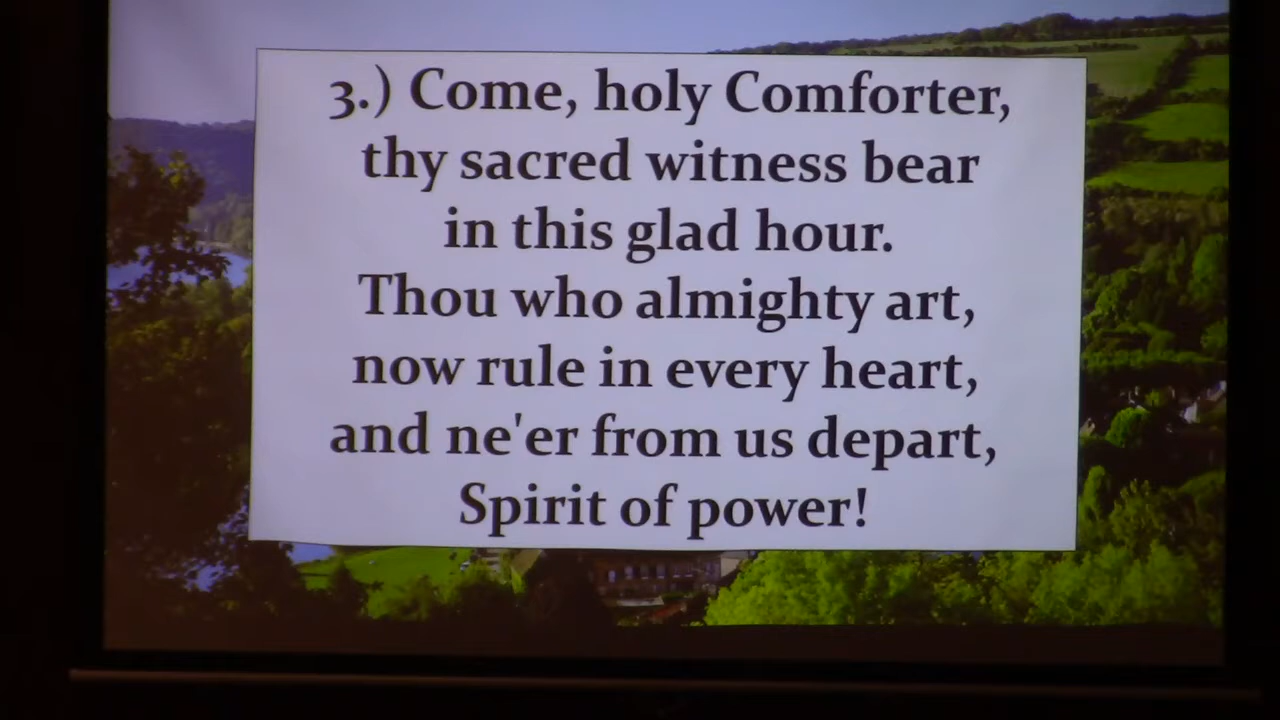 3.) Come, holy Comforter,
thy sacred witness bear
in this glad hour.
Thou who almighty art,
now rule in every heart,
and ne'er from us depart,
Spirit of power!